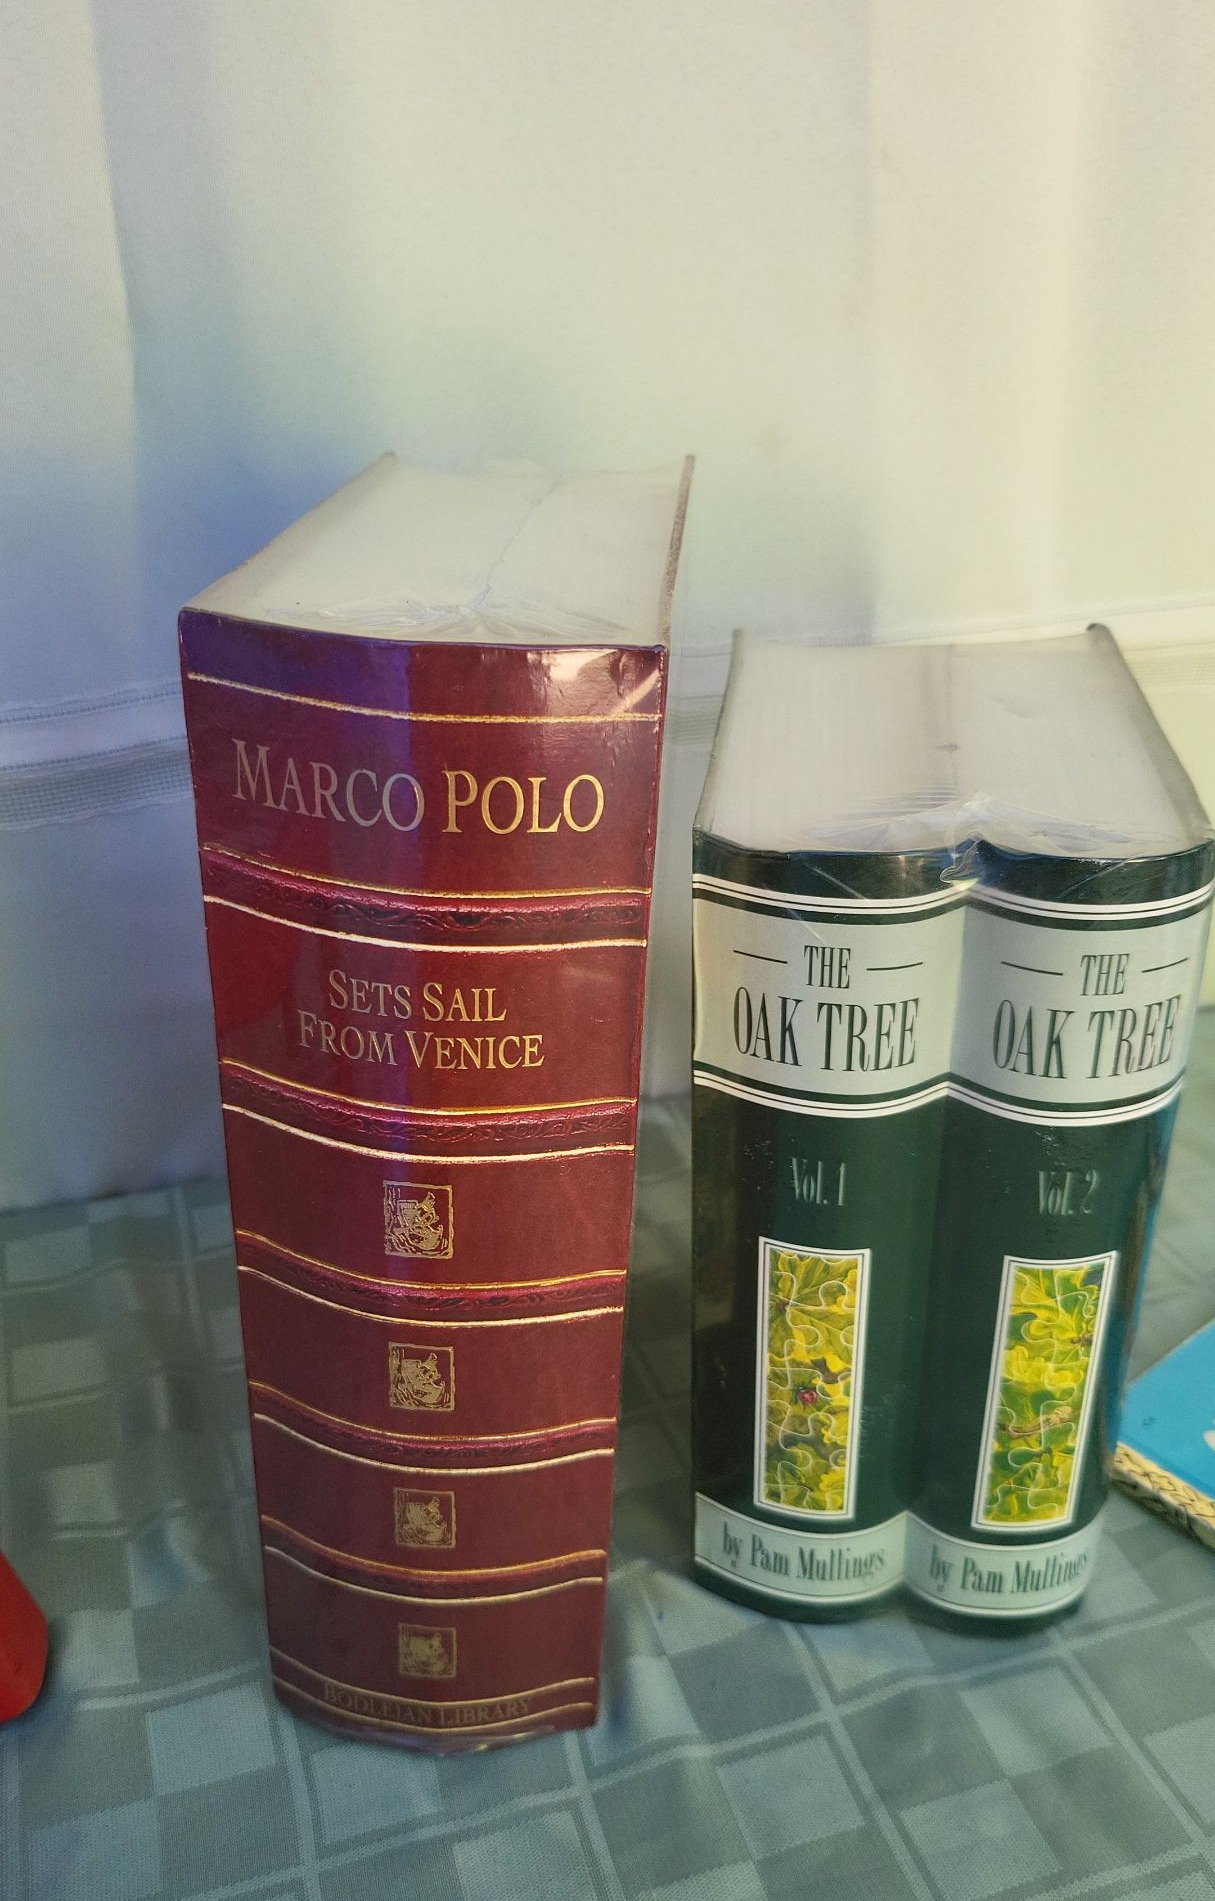 MARCO POLO
SETS SAIL
FROM VENICE
BODLEIAN LIBRARY
THE
OAK TREE
Vol. 1
by Pam Mullings
THE
OAK TREE
Vol. 2
by Pam Mullings